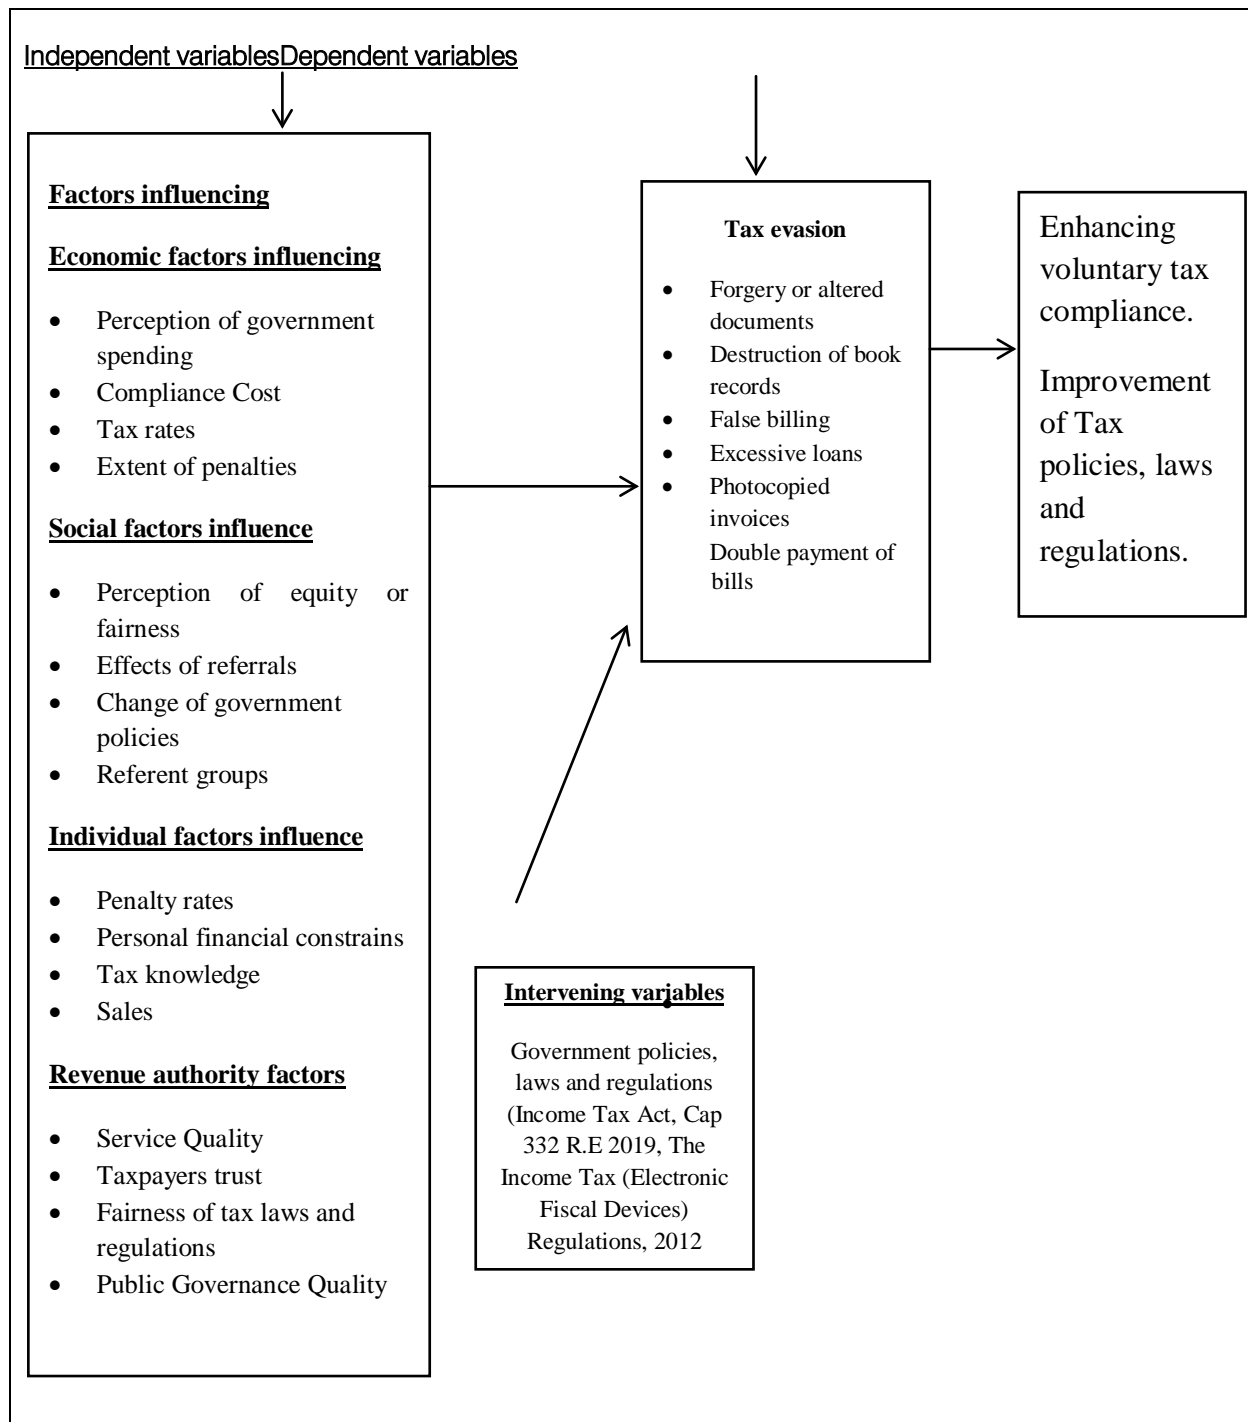 Independent variablesDependent variables
Factors influencing
Economic factors influencing
• Perception of government
spending
• Compliance Cost
• Tax rates
• Extent of penalties
Social factors influence
• Perception of equity or
fairness
• Effects of referrals
• Change of government
policies
• Referent groups
Individual factors influence
• Penalty rates
• Personal financial constrains
• Tax knowledge
• Sales
Revenue authority factors
• Service Quality
• Taxpayers trust
• Fairness of tax laws and
regulations
• Public Governance Quality
Tax evasion
• Forgery or altered
documents
• Destruction of book
records
• False billing
• Excessive loans
• Photocopied
invoices
Double payment of
bills
Enhancing
voluntary tax
compliance.
Improvement
of Tax
policies, laws
and
regulations.
Intervening variables
Government policies,
laws and regulations
(Income Tax Act, Cap
332 R.E 2019, The
Income Tax (Electronic
Fiscal Devices)
Regulations, 2012